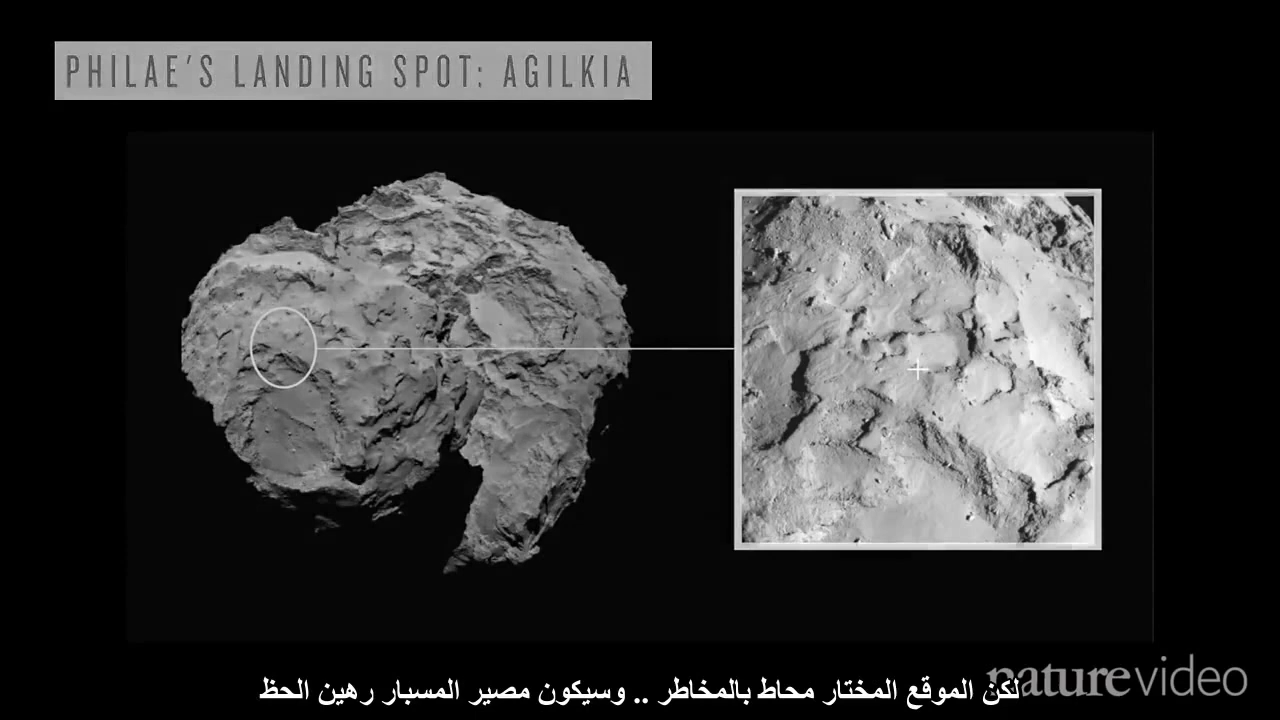 PHILAE'S LANDING SPOT: AGILKIA
لكن الموقع المختار محاط بالمخاطر .. وسيكون مصير المسبار رهين الحظ
naturevideo